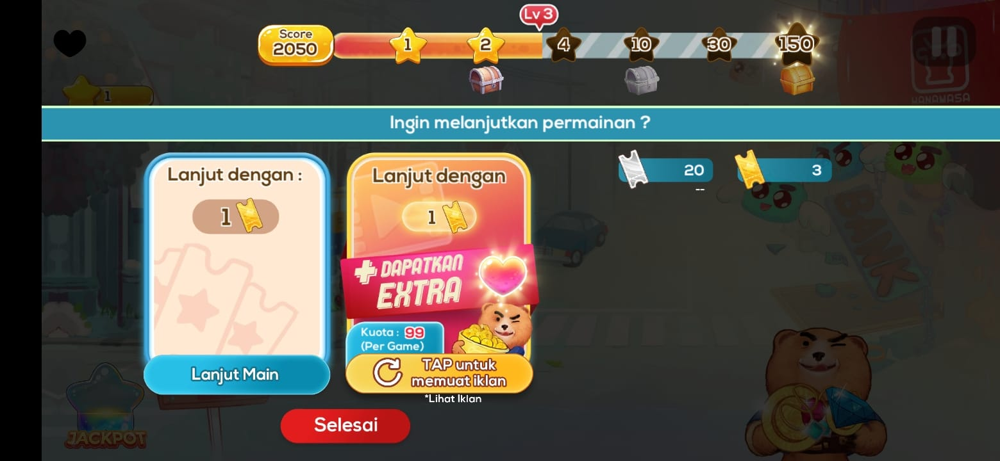 Lv 3
Score
2050
1
2
4
10
30
150
1
HANAMASA
Ingin melanjutkan permainan ?
Lanjut dengan :
1
Lanjut dengan
1
20
--
3
+ DAPATKAN
EXTRA
BANK
Kuota : 99
(Per Game)
TAP untuk
memuat iklan
*Lihat Iklan
Lanjut Main
Selesai
JACKPOT